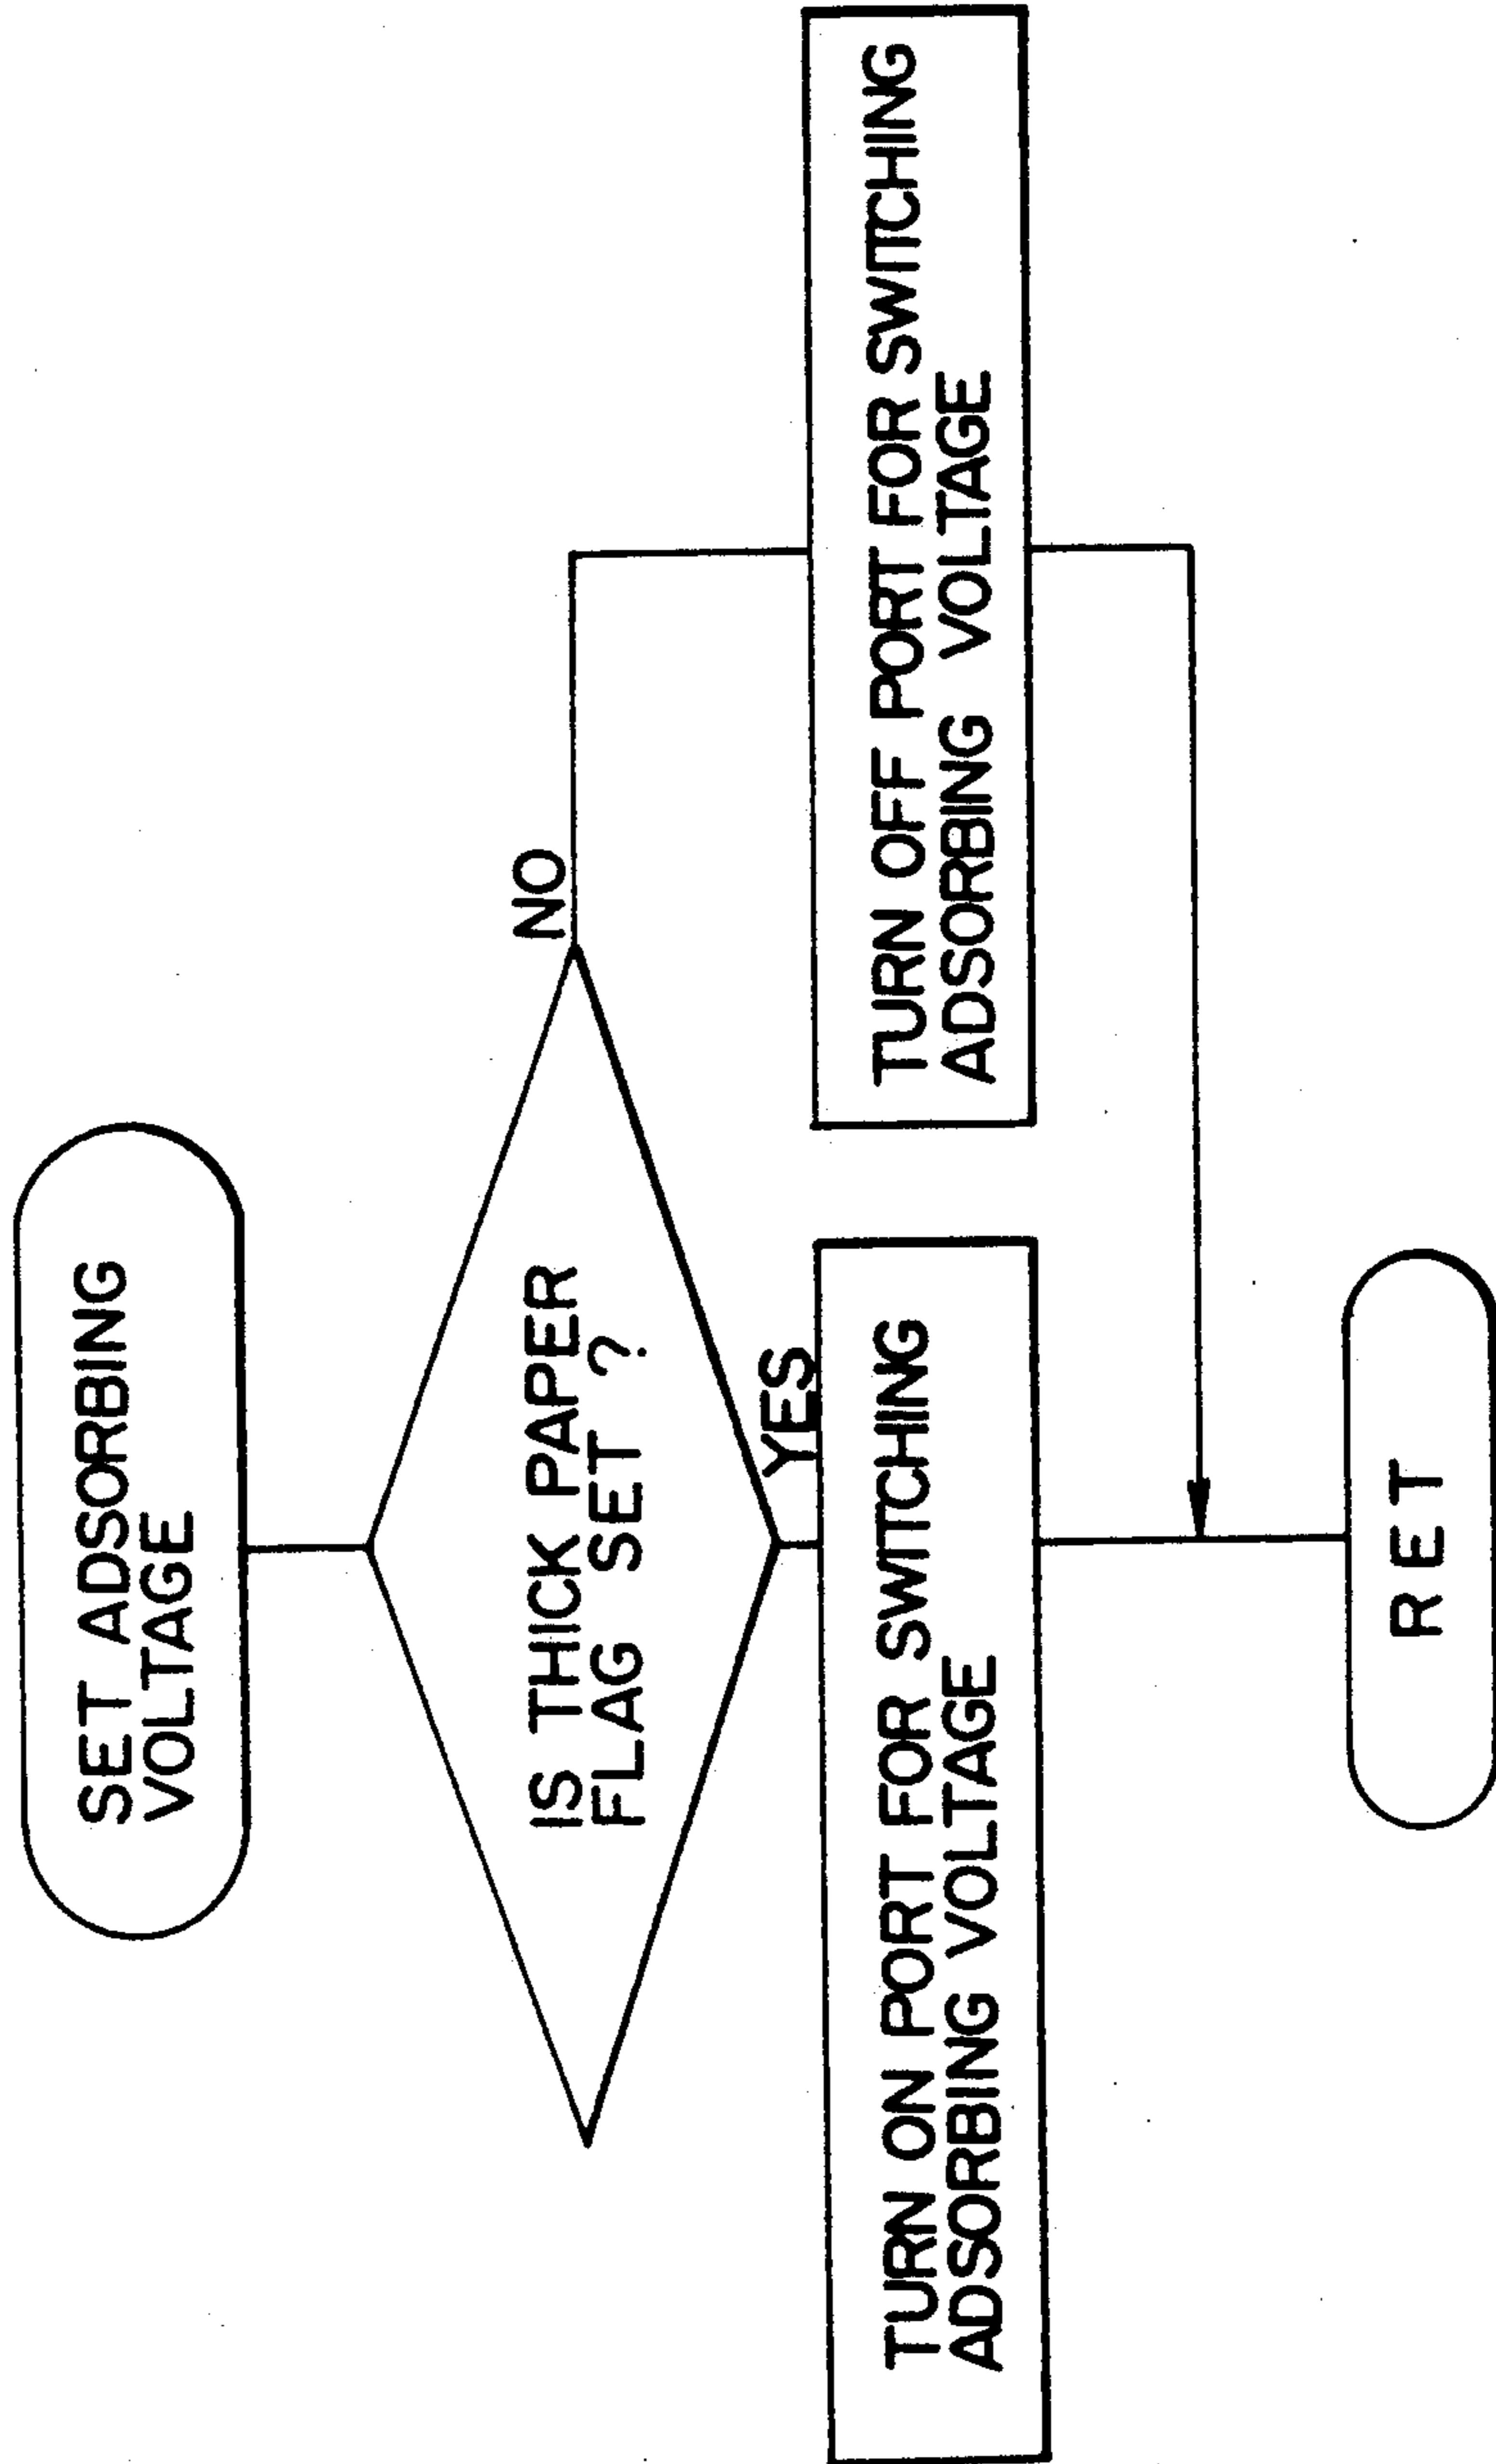 SET ADSORBING
VOLTAGE
IS THICK PAPER
FLAG SET ?
NO
YES
TURN ON PORT FOR SWITCHING
ADSORBING VOLTAGE
TURN OFF PORT FOR SWITCHING
ADSORBING VOLTAGE
RET